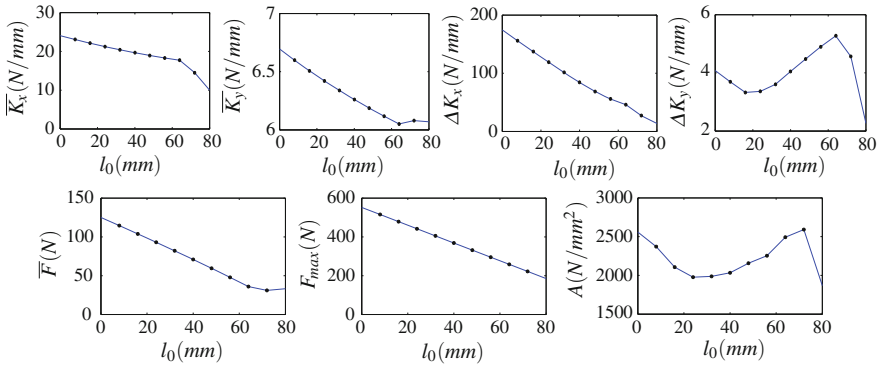 30
20
10
0
0 20 40 60 80
K̅x(N/mm)
l0(mm)
7
6.5
6
0 20 40 60 80
K̅y(N/mm)
l0(mm)
200
100
0
0 20 40 60 80
ΔKx(N/mm)
l0(mm)
6
4
2
0 20 40 60 80
ΔKy(N/mm)
l0(mm)
150
100
50
0
0 20 40 60 80
F̅(N)
l0(mm)
600
400
200
0
0 20 40 60 80
Fmax(N)
l0(mm)
3000
2500
2000
1500
0 20 40 60 80
A(N/mm²)
l0(mm)